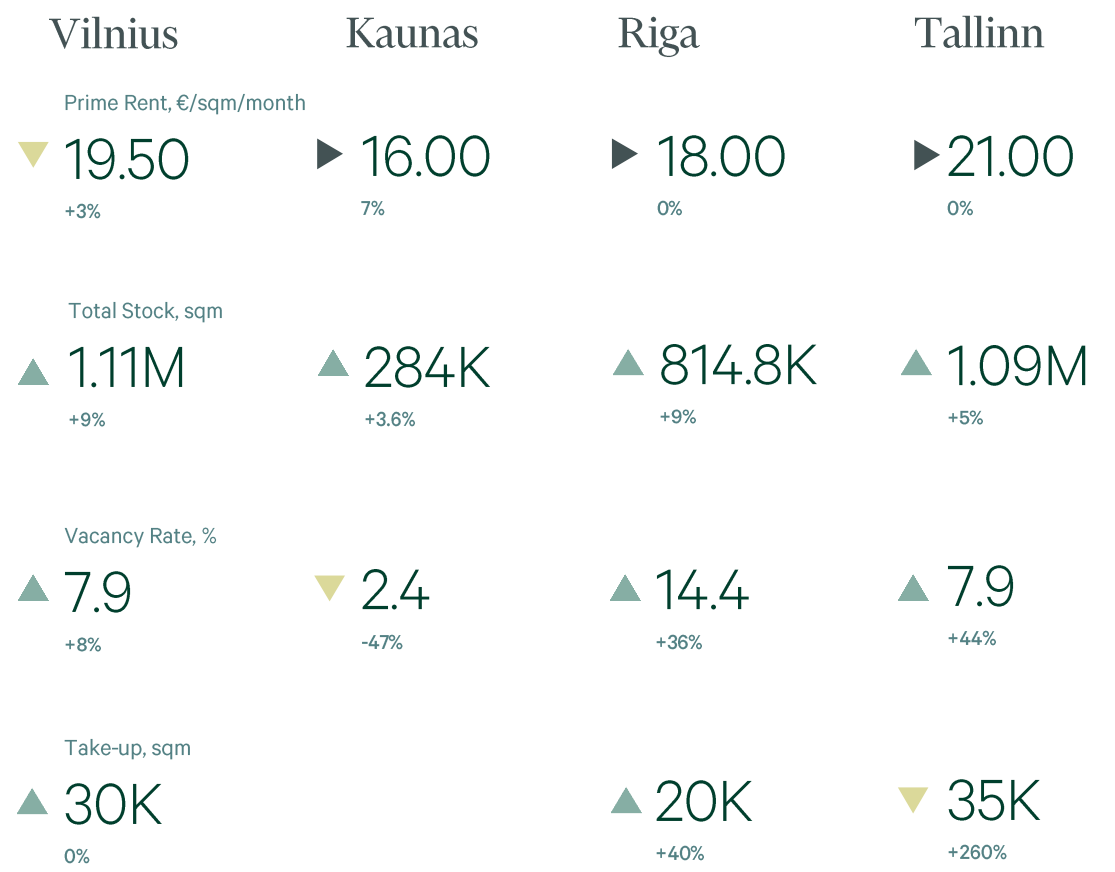 Vilnius Kaunas Riga Tallinn
Prime Rent, €/sqm/month
19.50 16.00 18.00 21.00
+3% 7% 0% 0%
Total Stock, sqm
1.11M 284K 814.8K 1.09M
+9% +3.6% +9% +5%
Vacancy Rate, %
7.9 2.4 14.4 7.9
+8% -47% +36% +44%
Take-up, sqm
30K 20K 35K
0% +40% +260%